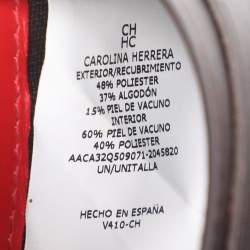 CH
HC
CAROLINA HERRERA
EXTERIOR/RECUBRIMIENTO
48% POLIESTER
37% ALGODÓN
15% PIEL DE VACUNO
INTERIOR
60% PIEL DE VACUNO
40% POLIESTER
AACA32Q509071-2045820
UN/UNITALLA
HECHO EN ESPAÑA
V410-CH